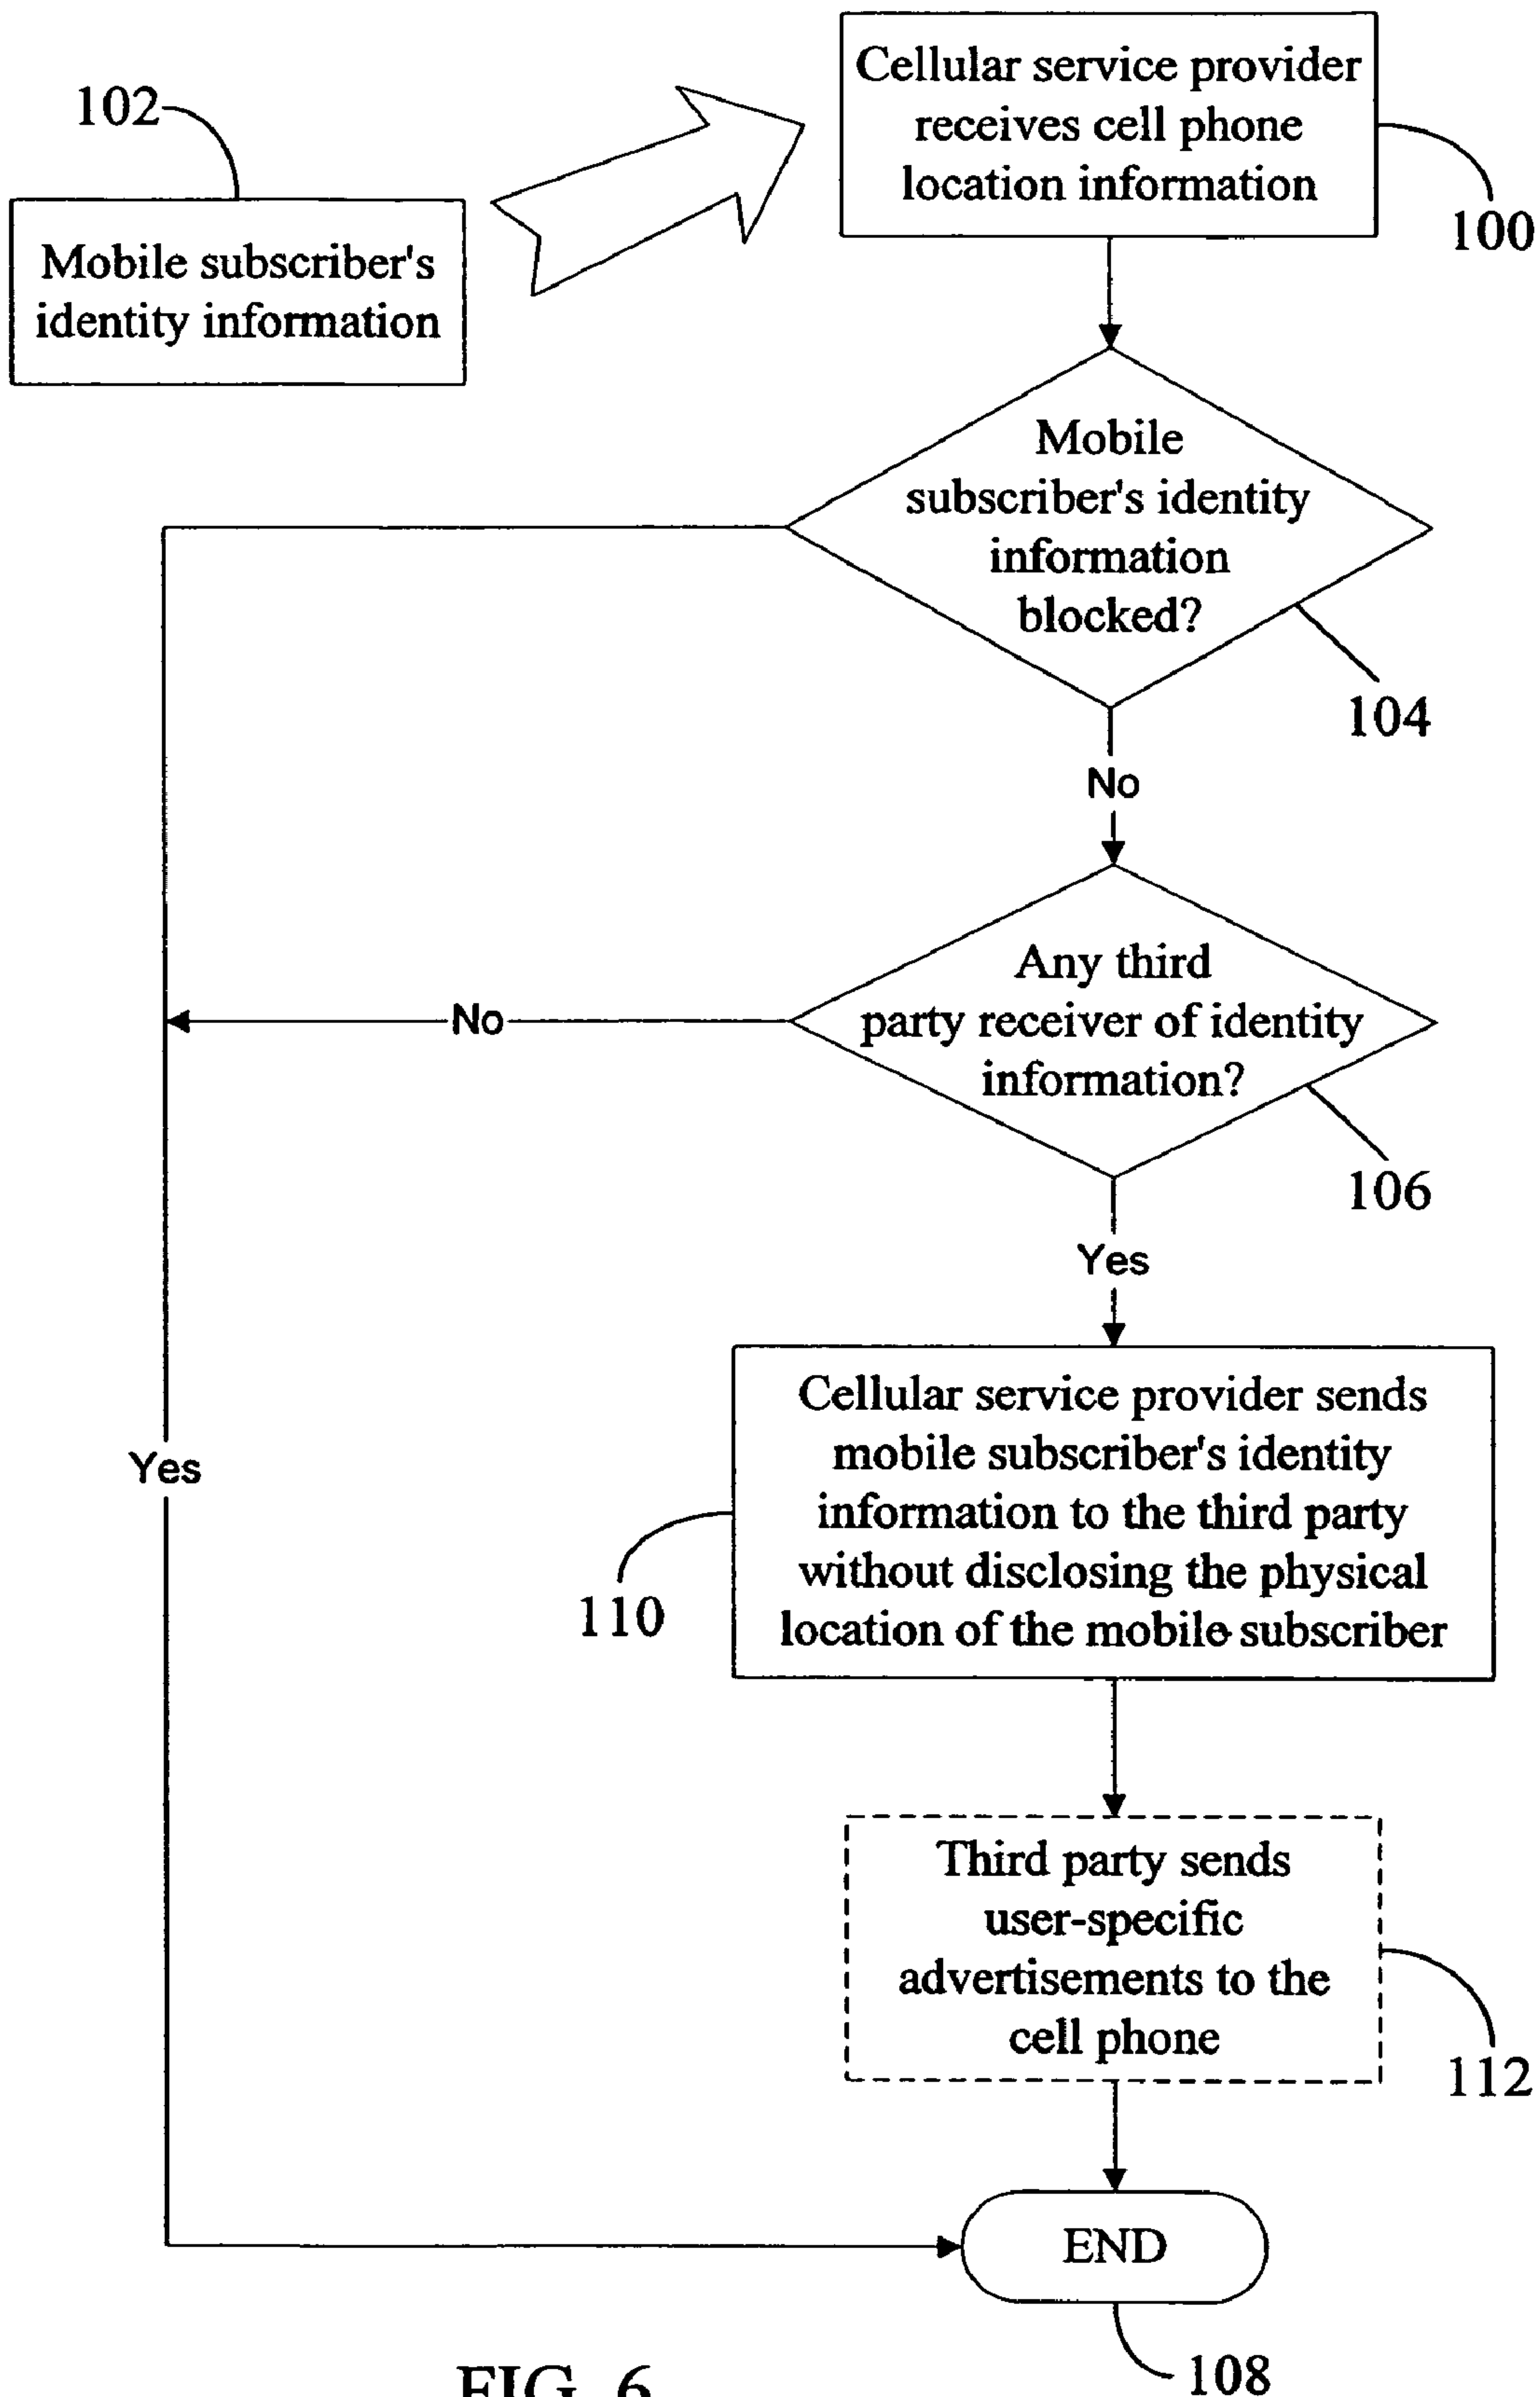 Cellular service provider
receives cell phone
location information
100
102
Mobile subscriber's
identity information
Mobile
subscriber's identity
information
blocked?
104
No
Any third
party receiver of identity
information?
106
No
Yes
Cellular service provider sends
mobile subscriber's identity
information to the third party
without disclosing the physical
location of the mobile subscriber
110
Yes
Third party sends
user-specific
advertisements to the
cell phone
112
END
108
FIG. 6